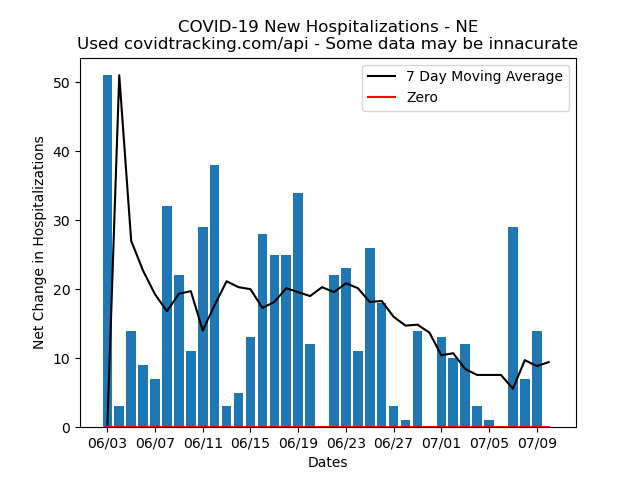 COVID-19 New Hospitalizations - NE
Used covidtracking.com/api - Some data may be innacurate
7 Day Moving Average
Zero
Net Change in Hospitalizations
50
40
30
20
10
0
06/03 06/07 06/11 06/15 06/19 06/23 06/27 07/01 07/05 07/09
Dates